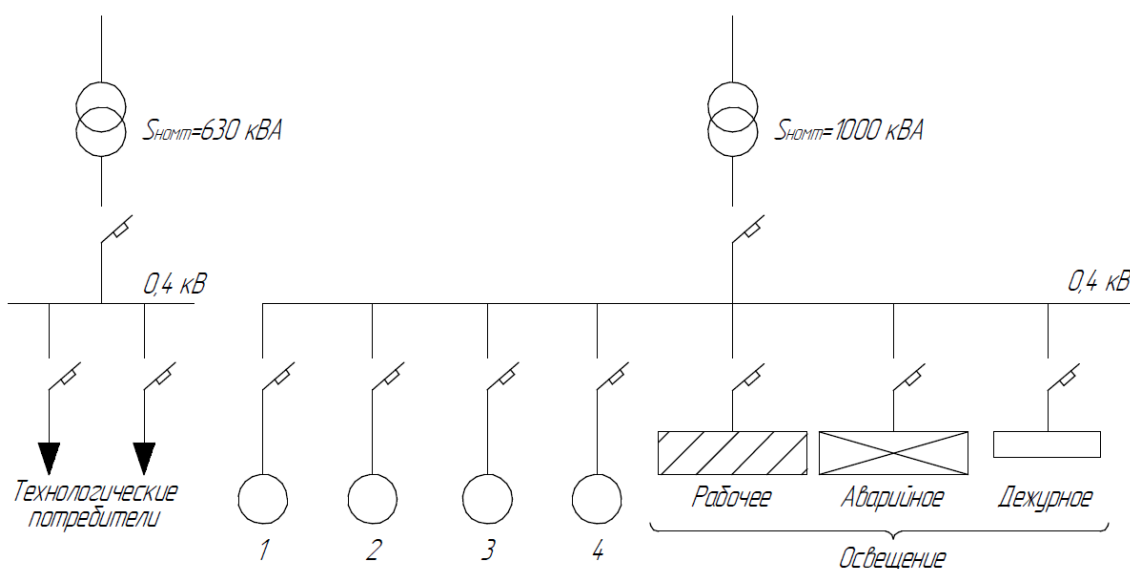 Sномт=630 кВА
Sномт=1000 кВА
0,4 кВ
0,4 кВ
Технологические
потребители
1
2
3
4
Рабочее
Аварийное
Дежурное
Освещение